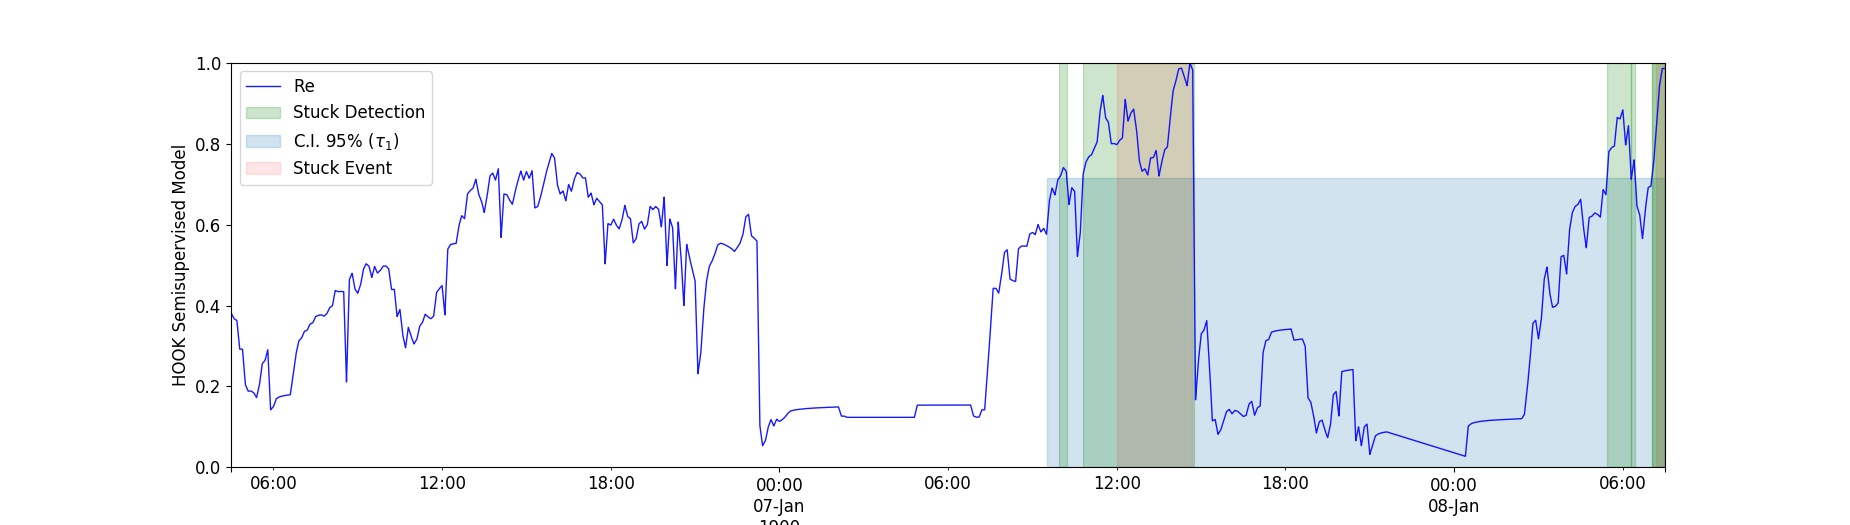 HOOK Semisupervised Model
1.0
0.8
0.6
0.4
0.2
0.0
Re
Stuck Detection
C.I. 95% (τ₁)
Stuck Event
06:00 12:00 18:00 00:00 06:00 12:00 18:00 00:00 06:00
07-Jan 08-Jan
1900